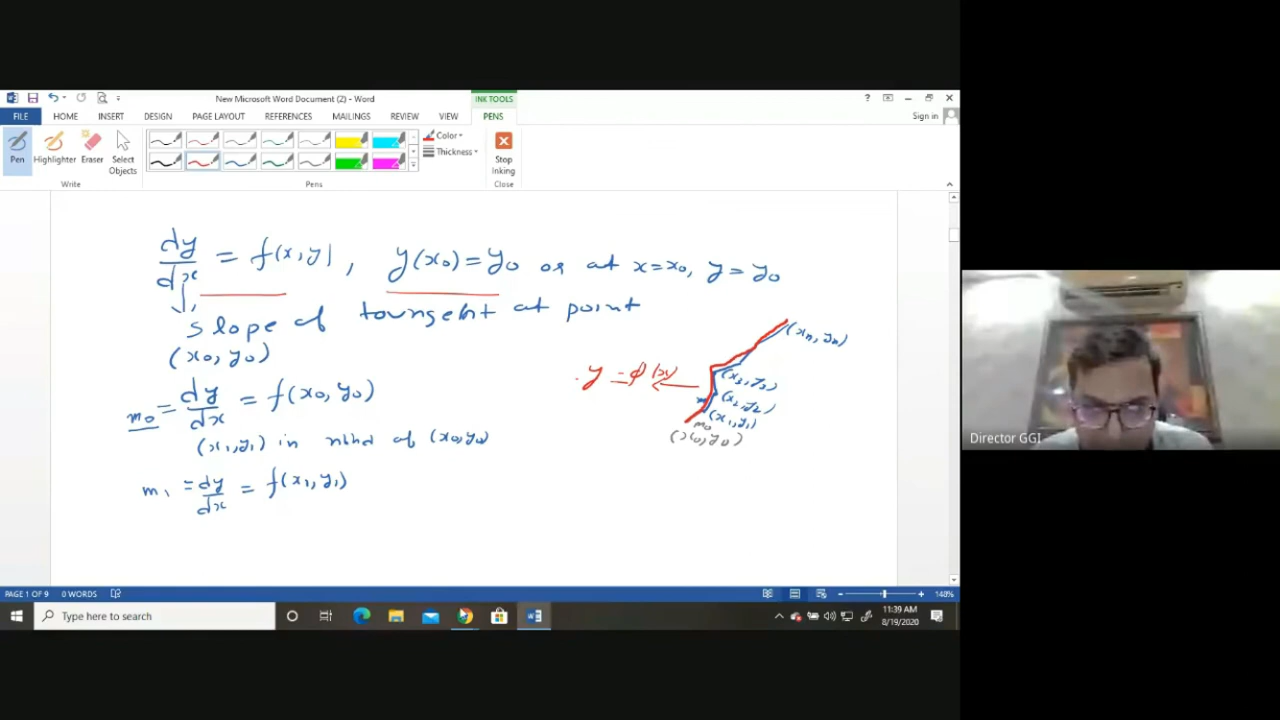 New Microsoft Word Document (2) - Word
INK TOOLS
Sign in
FILE HOME INSERT DESIGN PAGE LAYOUT REFERENCES MAILINGS REVIEW VIEW PENS
Pen Highlighter Eraser Select Objects
Color
Thickness
Stop Inking
Write Pens Close
dy/dx = f(x,y), y(x0)=y0 or at x=x0, y=y0
slope of toungent at point
(x0,y0)
m0 = dy/dx = f(x0,y0)
(x1,y1) in nbhd of (x0,y0)
m1 = dy/dx = f(x1,y1)
(xn,yn)
y = φ(x)
(x3,y3)
(x2,y2)
(x1,y1)
m0
(x0,y0)
Director GGI
PAGE 1 OF 9 0 WORDS 148%
Type here to search
11:39 AM
8/19/2020